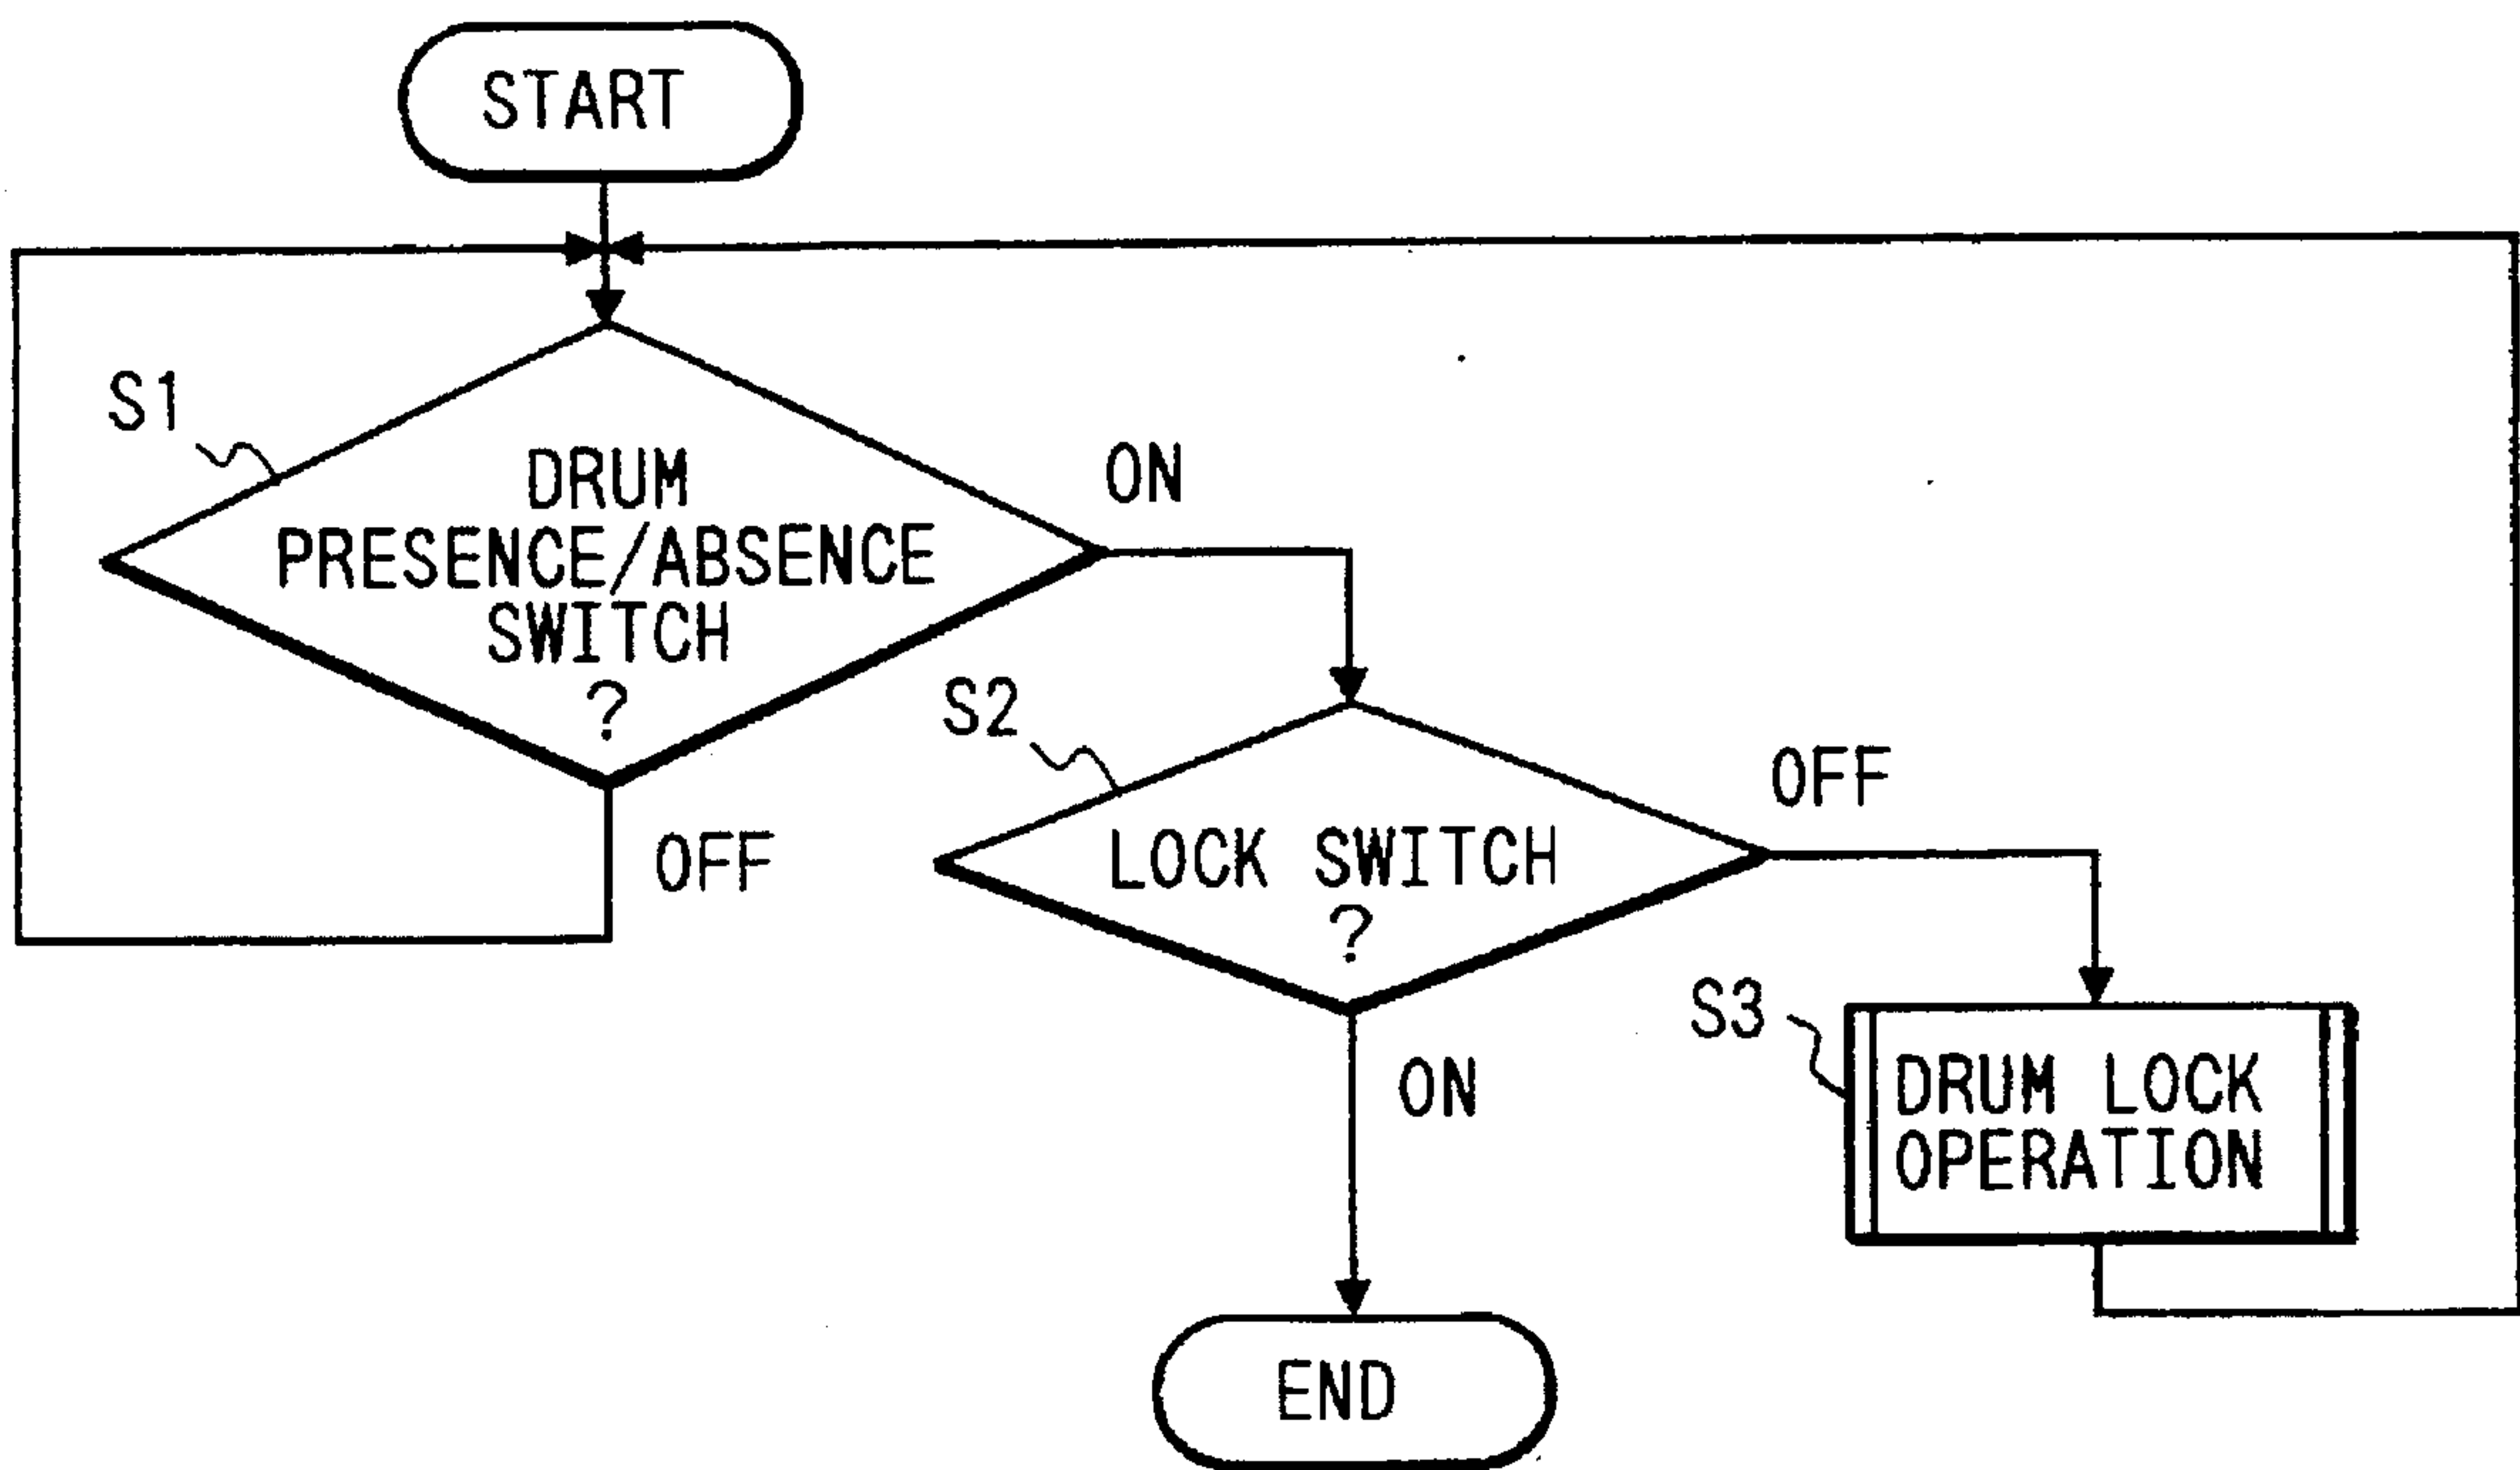 START
S1
DRUM
PRESENCE/ABSENCE
SWITCH
?
ON
OFF
S2
LOCK SWITCH
?
OFF
ON
S3
DRUM LOCK
OPERATION
END